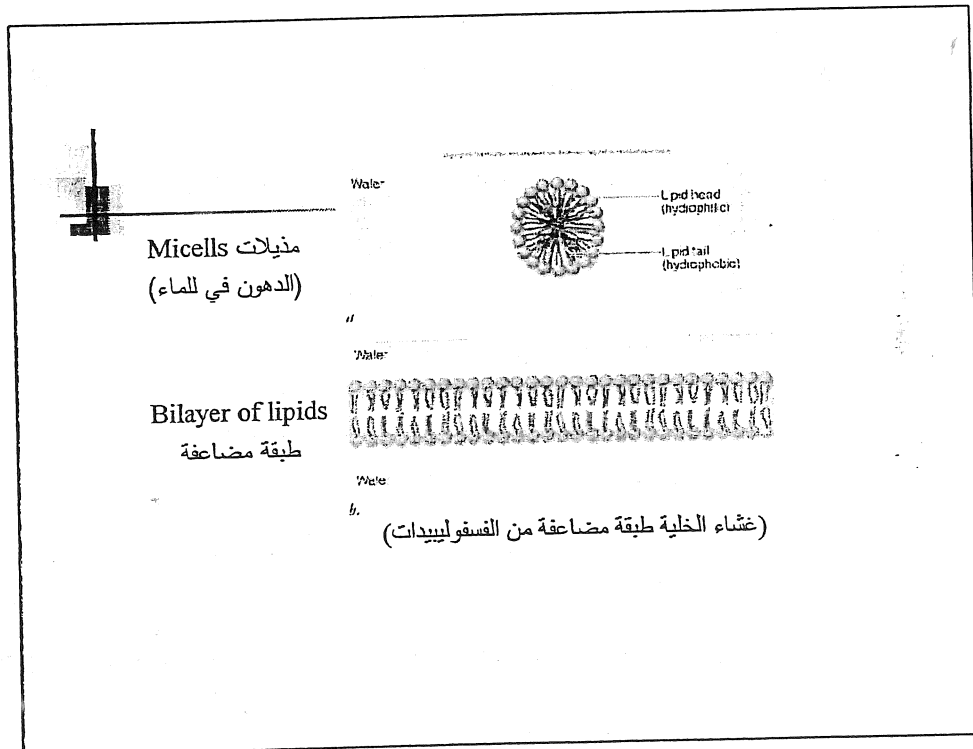 Water
Lipid head
(hydrophilic)
Micells مذيلات
(الدهون في للماء)
Lipid tail
(hydrophobic)
a
Water
Bilayer of lipids
طبقة مضاعفة
Wate
b.
(غشاء الخلية طبقة مضاعفة من الفسفوليبيدات)